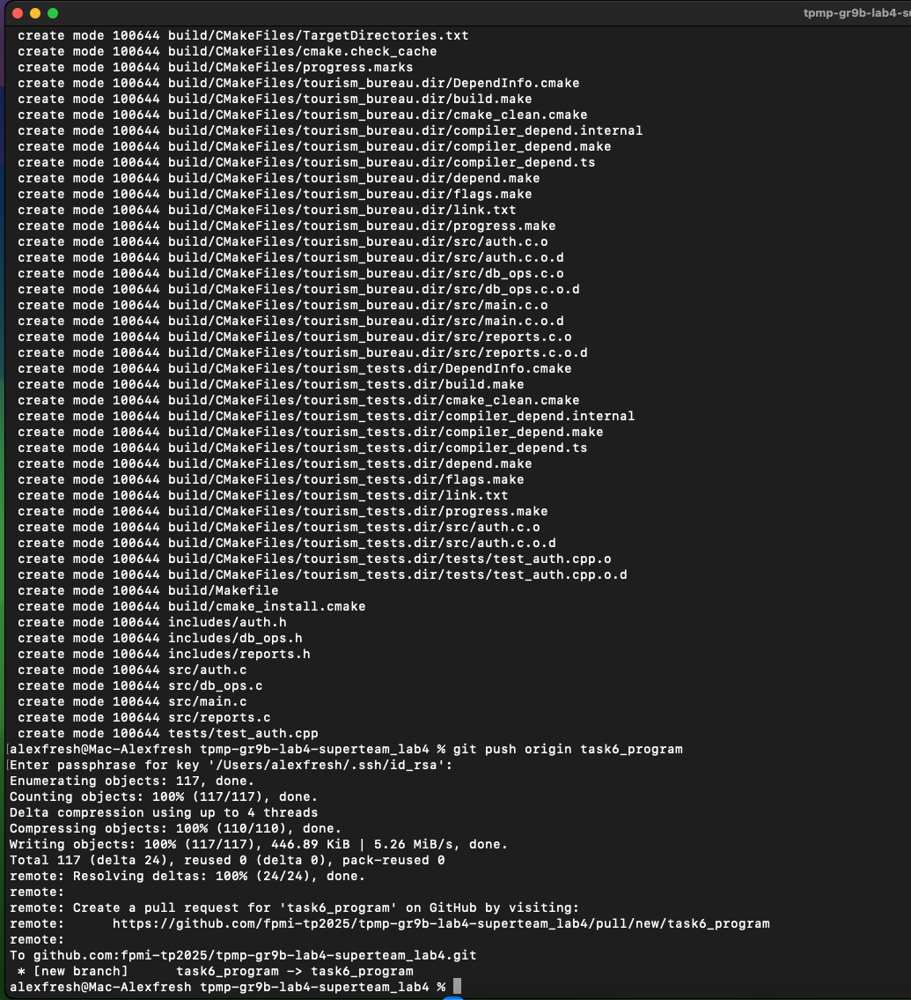 tpmp-gr9b-lab4-su
create mode 100644 build/CMakeFiles/TargetDirectories.txt
create mode 100644 build/CMakeFiles/cmake.check_cache
create mode 100644 build/CMakeFiles/progress.marks
create mode 100644 build/CMakeFiles/tourism_bureau.dir/DependInfo.cmake
create mode 100644 build/CMakeFiles/tourism_bureau.dir/build.make
create mode 100644 build/CMakeFiles/tourism_bureau.dir/cmake_clean.cmake
create mode 100644 build/CMakeFiles/tourism_bureau.dir/compiler_depend.internal
create mode 100644 build/CMakeFiles/tourism_bureau.dir/compiler_depend.make
create mode 100644 build/CMakeFiles/tourism_bureau.dir/compiler_depend.ts
create mode 100644 build/CMakeFiles/tourism_bureau.dir/depend.make
create mode 100644 build/CMakeFiles/tourism_bureau.dir/flags.make
create mode 100644 build/CMakeFiles/tourism_bureau.dir/link.txt
create mode 100644 build/CMakeFiles/tourism_bureau.dir/progress.make
create mode 100644 build/CMakeFiles/tourism_bureau.dir/src/auth.c.o
create mode 100644 build/CMakeFiles/tourism_bureau.dir/src/auth.c.o.d
create mode 100644 build/CMakeFiles/tourism_bureau.dir/src/db_ops.c.o
create mode 100644 build/CMakeFiles/tourism_bureau.dir/src/db_ops.c.o.d
create mode 100644 build/CMakeFiles/tourism_bureau.dir/src/main.c.o
create mode 100644 build/CMakeFiles/tourism_bureau.dir/src/main.c.o.d
create mode 100644 build/CMakeFiles/tourism_bureau.dir/src/reports.c.o
create mode 100644 build/CMakeFiles/tourism_bureau.dir/src/reports.c.o.d
create mode 100644 build/CMakeFiles/tourism_tests.dir/DependInfo.cmake
create mode 100644 build/CMakeFiles/tourism_tests.dir/build.make
create mode 100644 build/CMakeFiles/tourism_tests.dir/cmake_clean.cmake
create mode 100644 build/CMakeFiles/tourism_tests.dir/compiler_depend.internal
create mode 100644 build/CMakeFiles/tourism_tests.dir/compiler_depend.make
create mode 100644 build/CMakeFiles/tourism_tests.dir/compiler_depend.ts
create mode 100644 build/CMakeFiles/tourism_tests.dir/depend.make
create mode 100644 build/CMakeFiles/tourism_tests.dir/flags.make
create mode 100644 build/CMakeFiles/tourism_tests.dir/link.txt
create mode 100644 build/CMakeFiles/tourism_tests.dir/progress.make
create mode 100644 build/CMakeFiles/tourism_tests.dir/src/auth.c.o
create mode 100644 build/CMakeFiles/tourism_tests.dir/src/auth.c.o.d
create mode 100644 build/CMakeFiles/tourism_tests.dir/tests/test_auth.cpp.o
create mode 100644 build/CMakeFiles/tourism_tests.dir/tests/test_auth.cpp.o.d
create mode 100644 build/Makefile
create mode 100644 build/cmake_install.cmake
create mode 100644 includes/auth.h
create mode 100644 includes/db_ops.h
create mode 100644 includes/reports.h
create mode 100644 src/auth.c
create mode 100644 src/db_ops.c
create mode 100644 src/main.c
create mode 100644 src/reports.c
create mode 100644 tests/test_auth.cpp
[alexfresh@Mac-Alexfresh tpmp-gr9b-lab4-superteam_lab4 % git push origin task6_program
[Enter passphrase for key '/Users/alexfresh/.ssh/id_rsa':
Enumerating objects: 117, done.
Counting objects: 100% (117/117), done.
Delta compression using up to 4 threads
Compressing objects: 100% (110/110), done.
Writing objects: 100% (117/117), 446.89 KiB | 5.26 MiB/s, done.
Total 117 (delta 24), reused 0 (delta 0), pack-reused 0
remote: Resolving deltas: 100% (24/24), done.
remote:
remote: Create a pull request for 'task6_program' on GitHub by visiting:
remote:      https://github.com/fpmi-tp2025/tpmp-gr9b-lab4-superteam_lab4/pull/new/task6_program
remote:
To github.com:fpmi-tp2025/tpmp-gr9b-lab4-superteam_lab4.git
* [new branch]      task6_program -> task6_program
alexfresh@Mac-Alexfresh tpmp-gr9b-lab4-superteam_lab4 %